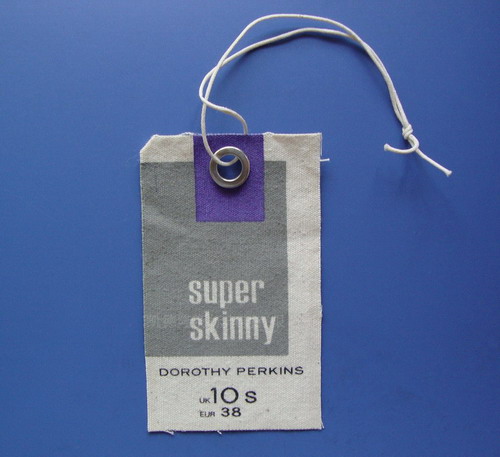 super
skinny
DOROTHY PERKINS
UK 10 s
EUR 38